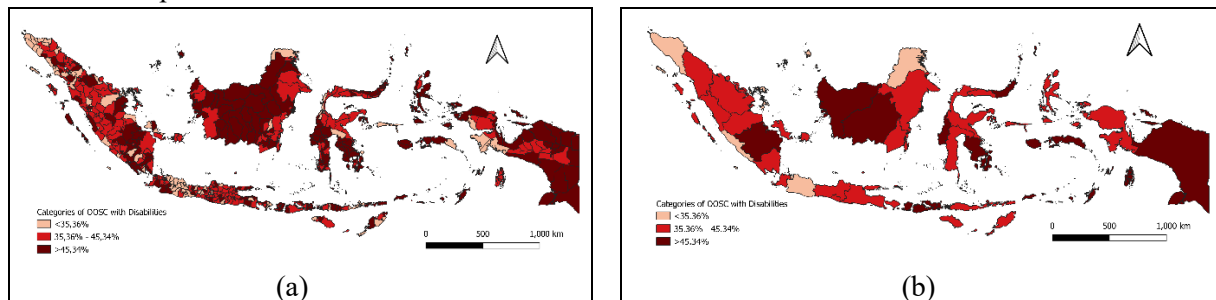 Categories of OOSC with Disabilities
<35,36%
35,36% - 45,34%
>45,34%
0 500 1,000 km
(a)
Categories of OOSC with Disabilities
<35.36%
35.36% - 45.34%
>45.34%
0 500 1,000 km
(b)